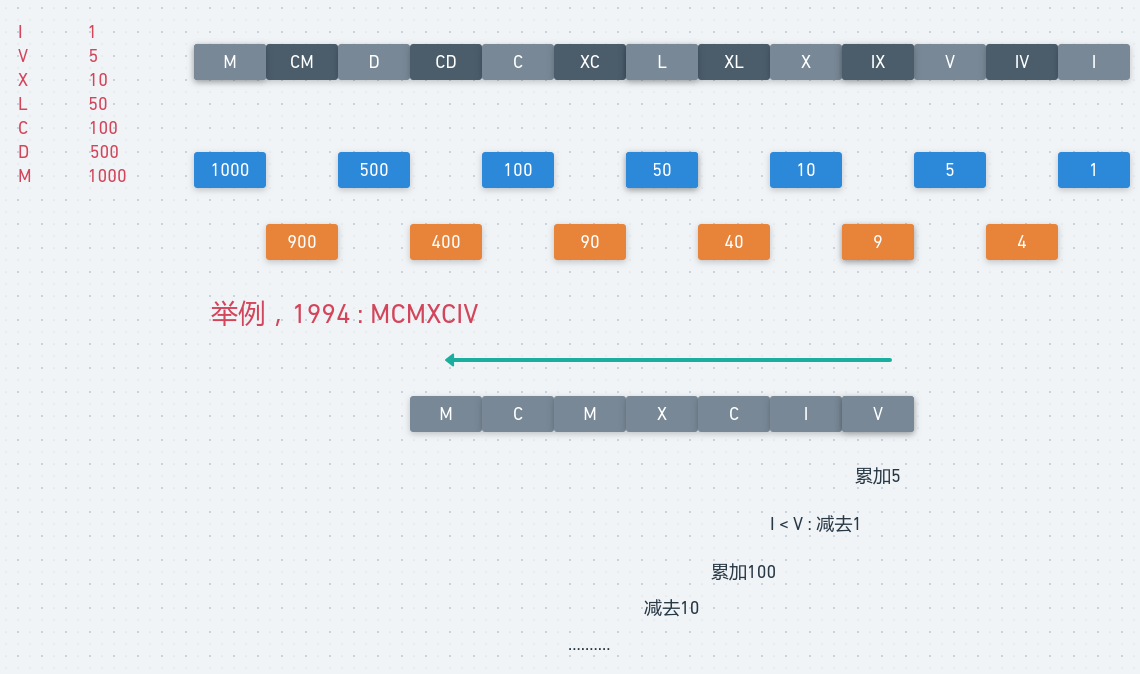 I 1
V 5
X 10
L 50
C 100
D 500
M 1000
M CM D CD C XC L XL X IX V IV I
1000 500 100 50 10 5 1
900 400 90 40 9 4
举例，1994 : MCMXCIV
M C M X C I V
累加5
I < V : 减去1
累加100
减去10
..........